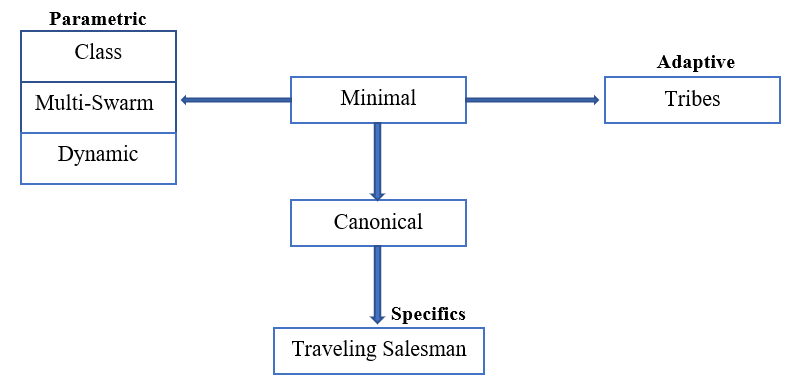 Parametric
Class
Multi-Swarm
Dynamic
Minimal
Adaptive
Tribes
Canonical
Specifics
Traveling Salesman